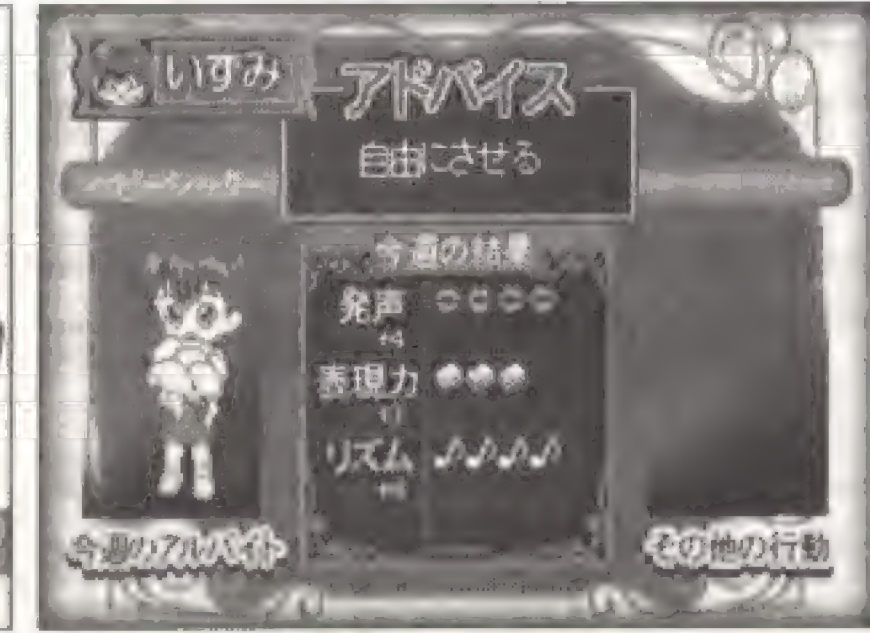 いずみ
アドバイス
自由にさせる
今週の結果
発声
+4
表現力
リズム
今週のアルバイト
その他の行動